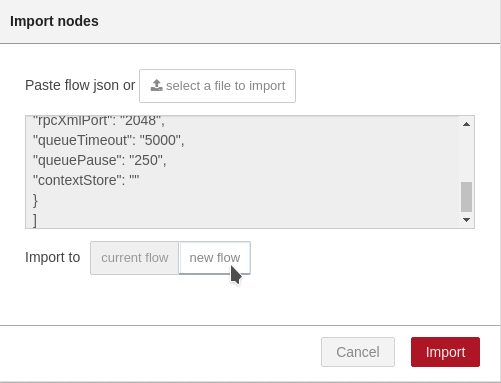 Import nodes
Paste flow json or select a file to import
"rpcXmlPort": "2048",
"queueTimeout": "5000",
"queuePause": "250",
"contextStore": ""
}
]
Import to current flow new flow
Cancel Import